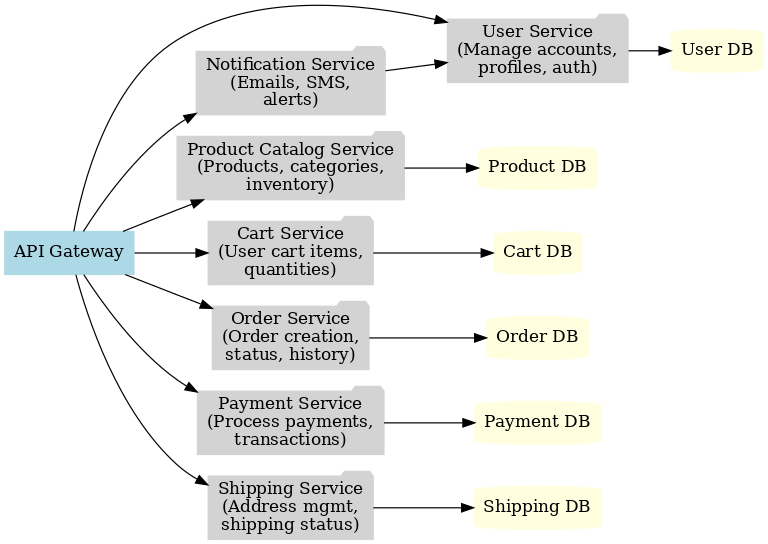 User Service
(Manage accounts,
profiles, auth)
User DB
Notification Service
(Emails, SMS,
alerts)
Product Catalog Service
(Products, categories,
inventory)
Product DB
API Gateway
Cart Service
(User cart items,
quantities)
Cart DB
Order Service
(Order creation,
status, history)
Order DB
Payment Service
(Process payments,
transactions)
Payment DB
Shipping Service
(Address mgmt,
shipping status)
Shipping DB